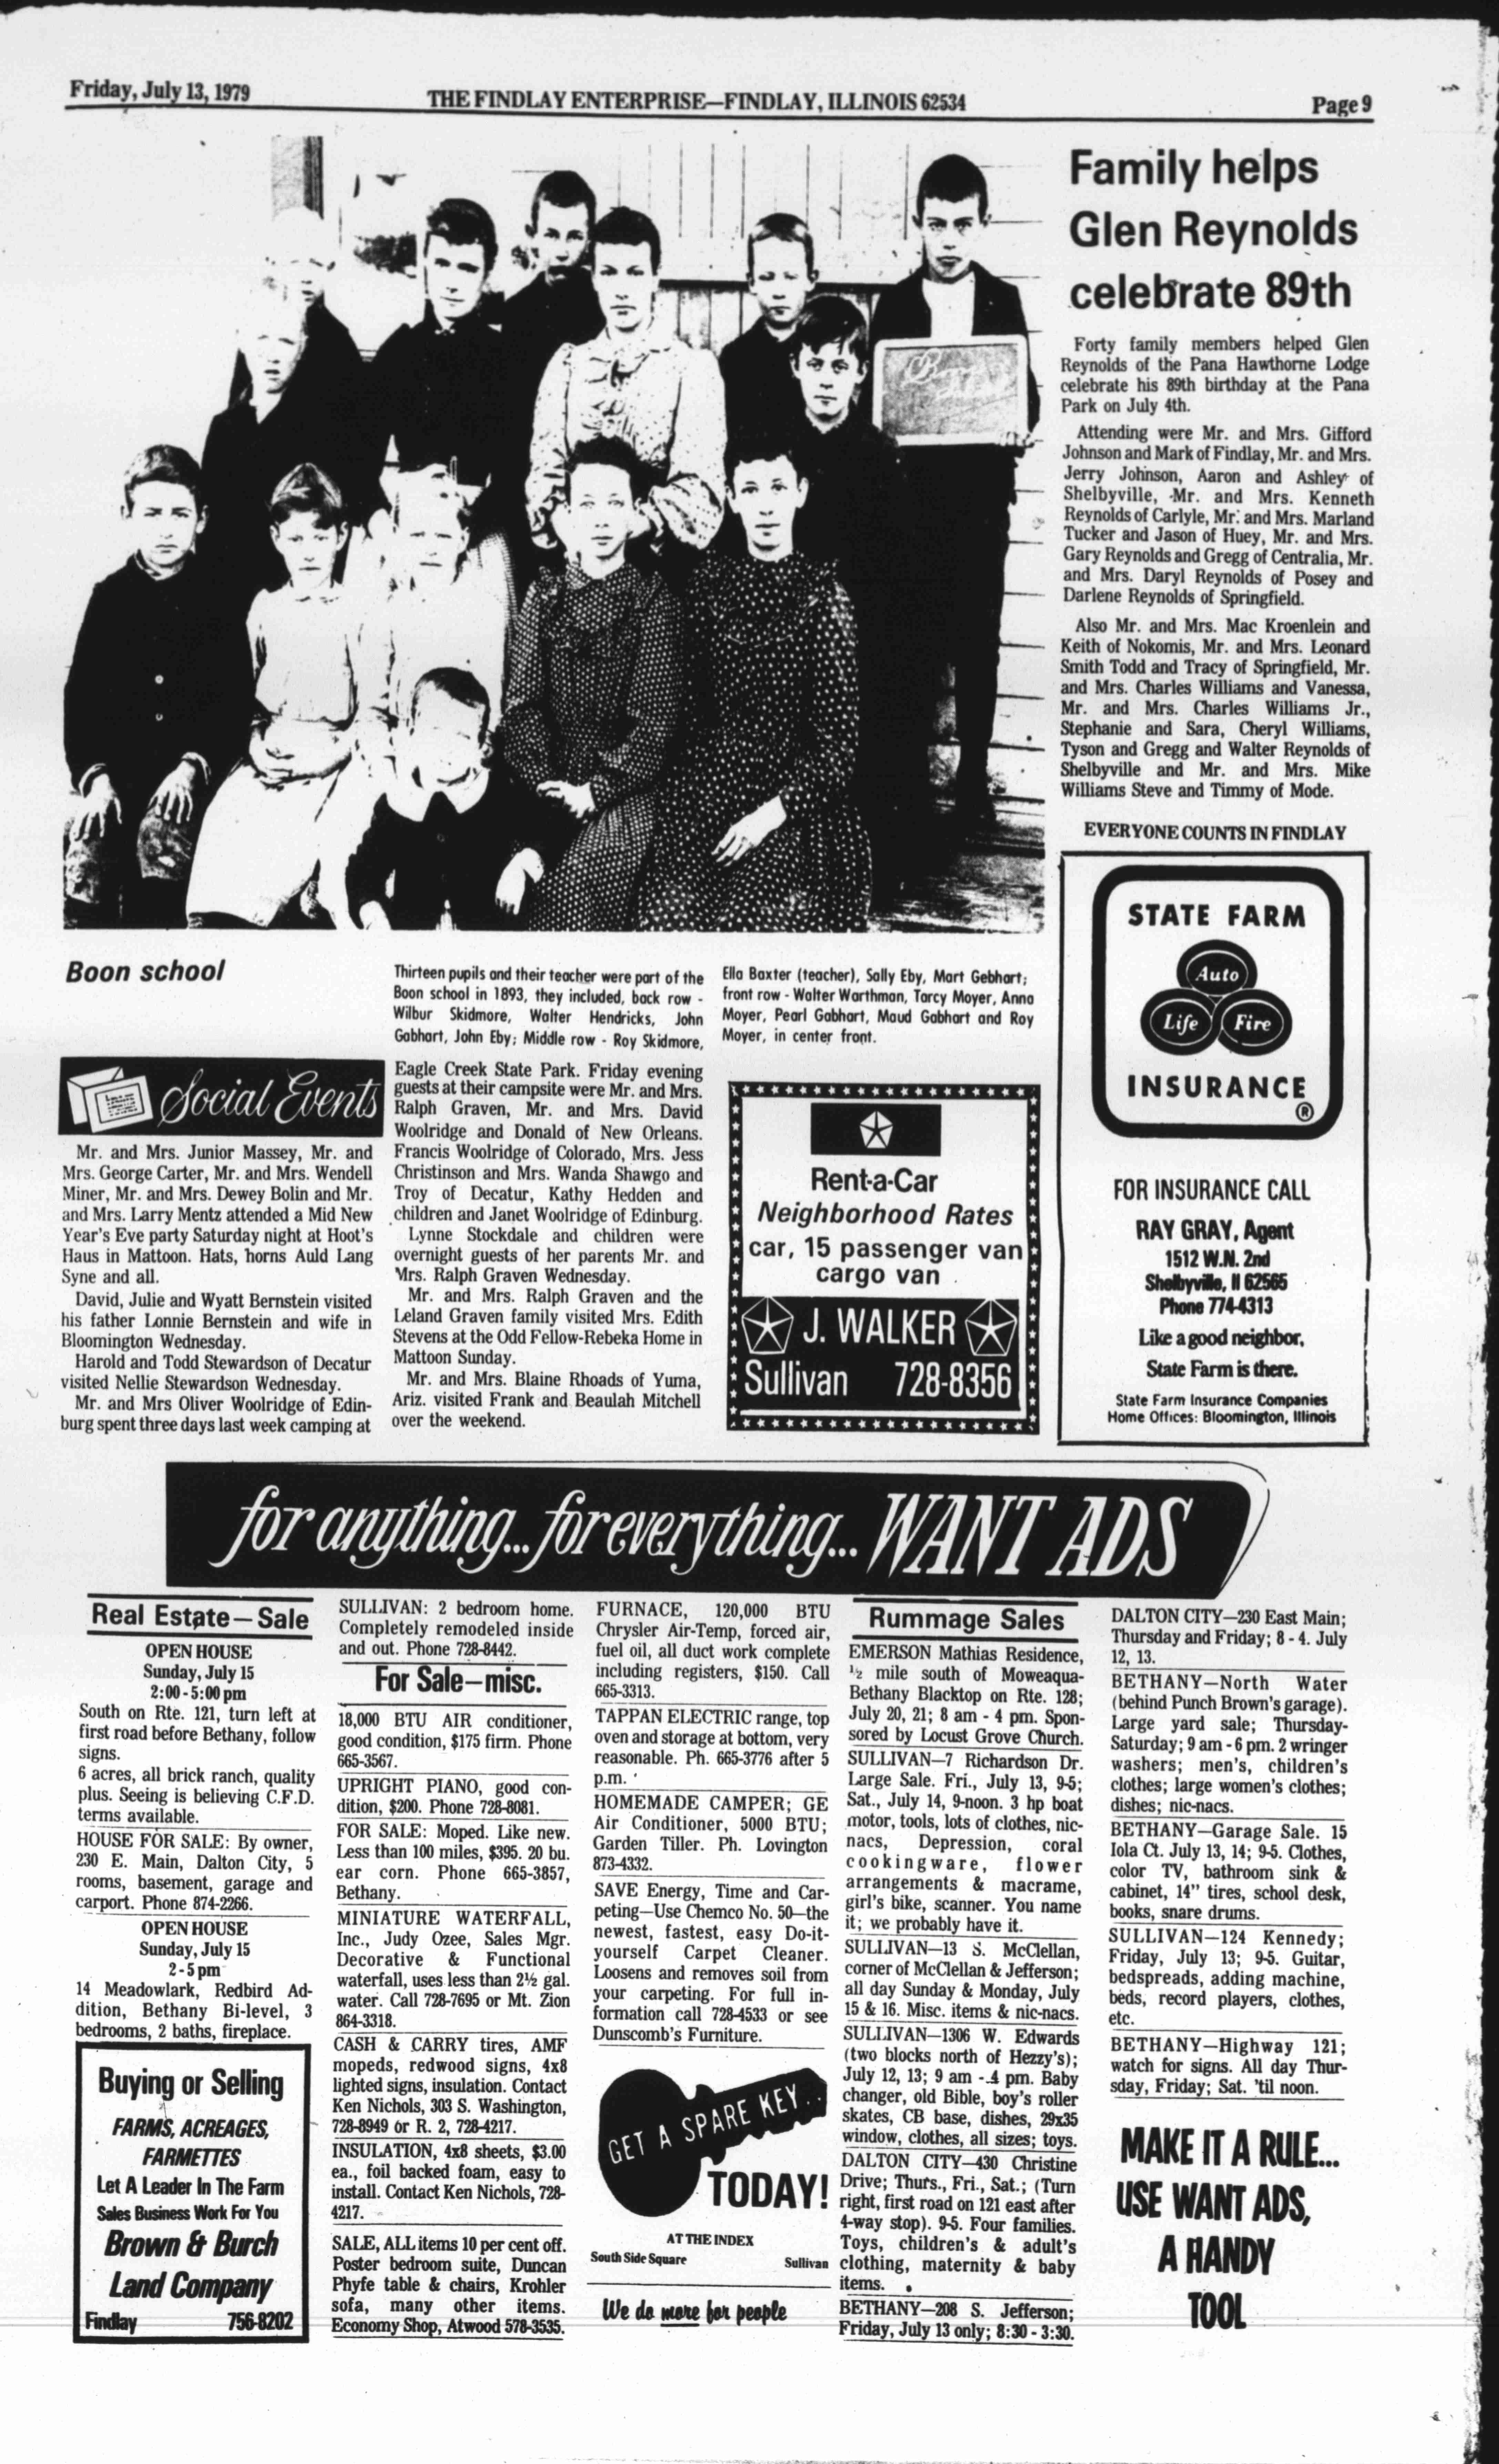 Friday, July 13, 1979
THE FINDLAY ENTERPRISE—FINDLAY, ILLINOIS 62534
Page 9
Family helps
Glen Reynolds
celebrate 89th
Forty family members helped Glen
Reynolds of the Pana Hawthorne Lodge
celebrate his 89th birthday at the Pana
Park on July 4th.
Attending were Mr. and Mrs. Gifford
Johnson and Mark of Findlay, Mr. and Mrs.
Jerry Johnson, Aaron and Ashley of
Shelbyville, Mr. and Mrs. Kenneth
Reynolds of Carlyle, Mr. and Mrs. Marland
Tucker and Jason of Huey, Mr. and Mrs.
Gary Reynolds and Gregg of Centralia, Mr.
and Mrs. Daryl Reynolds of Posey and
Darlene Reynolds of Springfield.
Also Mr. and Mrs. Mac Kroenlein and
Keith of Nokomis, Mr. and Mrs. Leonard
Smith Todd and Tracy of Springfield, Mr.
and Mrs. Charles Williams and Vanessa,
Mr. and Mrs. Charles Williams Jr.,
Stephanie and Sara, Cheryl Williams,
Tyson and Gregg and Walter Reynolds of
Shelbyville and Mr. and Mrs. Mike
Williams Steve and Timmy of Mode.
EVERYONE COUNTS IN FINDLAY
STATE FARM
Auto
Life Fire
INSURANCE
®
FOR INSURANCE CALL
RAY GRAY, Agent
1512 W.N. 2nd
Shelbyville, Il 62565
Phone 774-4313
Like a good neighbor,
State Farm is there.
State Farm Insurance Companies
Home Offices: Bloomington, Illinois
Boon school
Thirteen pupils and their teacher were part of the
Boon school in 1893, they included, back row -
Wilbur Skidmore, Walter Hendricks, John
Gabhart, John Eby; Middle row - Roy Skidmore,
Ella Baxter (teacher), Sally Eby, Mart Gebhart;
front row - Walter Worthman, Tarcy Moyer, Anna
Moyer, Pearl Gabhart, Maud Gabhart and Roy
Moyer, in center front.
Social Events
Mr. and Mrs. Junior Massey, Mr. and
Mrs. George Carter, Mr. and Mrs. Wendell
Miner, Mr. and Mrs. Dewey Bolin and Mr.
and Mrs. Larry Mentz attended a Mid New
Year's Eve party Saturday night at Hoot's
Haus in Mattoon. Hats, horns Auld Lang
Syne and all.
David, Julie and Wyatt Bernstein visited
his father Lonnie Bernstein and wife in
Bloomington Wednesday.
Harold and Todd Stewardson of Decatur
visited Nellie Stewardson Wednesday.
Mr. and Mrs Oliver Woolridge of Edin-
burg spent three days last week camping at
Eagle Creek State Park. Friday evening
guests at their campsite were Mr. and Mrs.
Ralph Graven, Mr. and Mrs. David
Woolridge and Donald of New Orleans.
Francis Woolridge of Colorado, Mrs. Jess
Christinson and Mrs. Wanda Shawgo and
Troy of Decatur, Kathy Hedden and
children and Janet Woolridge of Edinburg.
Lynne Stockdale and children were
overnight guests of her parents Mr. and
Mrs. Ralph Graven Wednesday.
Mr. and Mrs. Ralph Graven and the
Leland Graven family visited Mrs. Edith
Stevens at the Odd Fellow-Rebeka Home in
Mattoon Sunday.
Mr. and Mrs. Blaine Rhoads of Yuma,
Ariz. visited Frank and Beaulah Mitchell
over the weekend.
Rent-a-Car
Neighborhood Rates
car, 15 passenger van
cargo van
J. WALKER
Sullivan 728-8356
for anything... for everything... WANT ADS
Real Estate—Sale
OPEN HOUSE
Sunday, July 15
2:00 - 5:00 pm
South on Rte. 121, turn left at
first road before Bethany, follow
signs.
6 acres, all brick ranch, quality
plus. Seeing is believing C.F.D.
terms available.
HOUSE FOR SALE: By owner,
230 E. Main, Dalton City, 5
rooms, basement, garage and
carport. Phone 874-2266.
OPEN HOUSE
Sunday, July 15
2 - 5 pm
14 Meadowlark, Redbird Ad-
dition, Bethany Bi-level, 3
bedrooms, 2 baths, fireplace.
Buying or Selling
FARMS, ACREAGES,
FARMETTES
Let A Leader In The Farm
Sales Business Work For You
Brown & Burch
Land Company
Findlay 756-8202
SULLIVAN: 2 bedroom home.
Completely remodeled inside
and out. Phone 728-8442.
For Sale—misc.
18,000 BTU AIR conditioner,
good condition, $175 firm. Phone
665-3567.
UPRIGHT PIANO, good con-
dition, $200. Phone 728-8081.
FOR SALE: Moped. Like new.
Less than 100 miles, $395. 20 bu.
ear corn. Phone 665-3857,
Bethany.
MINIATURE WATERFALL,
Inc., Judy Ozee, Sales Mgr.
Decorative & Functional
waterfall, uses less than 2½ gal.
water. Call 728-7695 or Mt. Zion
864-3318.
CASH & CARRY tires, AMF
mopeds, redwood signs, 4x8
lighted signs, insulation. Contact
Ken Nichols, 303 S. Washington,
728-8949 or R. 2, 728-4217.
INSULATION, 4x8 sheets, $3.00
ea., foil backed foam, easy to
install. Contact Ken Nichols, 728-
4217.
SALE, ALL items 10 per cent off.
Poster bedroom suite, Duncan
Phyfe table & chairs, Krohler
sofa, many other items.
Economy Shop, Atwood 578-3535.
FURNACE, 120,000 BTU
Chrysler Air-Temp, forced air,
fuel oil, all duct work complete
including registers, $150. Call
665-3313.
TAPPAN ELECTRIC range, top
oven and storage at bottom, very
reasonable. Ph. 665-3776 after 5
p.m.
HOMEMADE CAMPER; GE
Air Conditioner, 5000 BTU;
Garden Tiller. Ph. Lovington
873-4332.
SAVE Energy, Time and Car-
peting—Use Chemco No. 50—the
newest, fastest, easy Do-it-
yourself Carpet Cleaner.
Loosens and removes soil from
your carpeting. For full in-
formation call 728-4533 or see
Dunscomb's Furniture.
GET A SPARE KEY..
TODAY!
AT THE INDEX
South Side Square Sullivan
We do more for people
Rummage Sales
EMERSON Mathias Residence,
½ mile south of Moweaqua-
Bethany Blacktop on Rte. 128;
July 20, 21; 8 am - 4 pm. Spon-
sored by Locust Grove Church.
SULLIVAN—7 Richardson Dr.
Large Sale. Fri., July 13, 9-5;
Sat., July 14, 9-noon. 3 hp boat
motor, tools, lots of clothes, nic-
nacs, Depression, coral
cookingware, flower
arrangements & macrame,
girl's bike, scanner. You name
it; we probably have it.
SULLIVAN—13 S. McClellan,
corner of McClellan & Jefferson;
all day Sunday & Monday, July
15 & 16. Misc. items & nic-nacs.
SULLIVAN—1306 W. Edwards
(two blocks north of Hezzy's);
July 12, 13; 9 am - 4 pm. Baby
changer, old Bible, boy's roller
skates, CB base, dishes, 29x35
window, clothes, all sizes; toys.
DALTON CITY—430 Christine
Drive; Thurs., Fri., Sat.; (Turn
right, first road on 121 east after
4-way stop). 9-5. Four families.
Toys, children's & adult's
clothing, maternity & baby
items.
BETHANY—208 S. Jefferson;
Friday, July 13 only; 8:30 - 3:30.
DALTON CITY—230 East Main;
Thursday and Friday; 8 - 4. July
12, 13.
BETHANY—North Water
(behind Punch Brown's garage).
Large yard sale; Thursday-
Saturday; 9 am - 6 pm. 2 wringer
washers; men's, children's
clothes; large women's clothes;
dishes; nic-nacs.
BETHANY—Garage Sale. 15
Iola Ct. July 13, 14; 9-5. Clothes,
color TV, bathroom sink &
cabinet, 14" tires, school desk,
books, snare drums.
SULLIVAN—124 Kennedy;
Friday, July 13; 9-5. Guitar,
bedspreads, adding machine,
beds, record players, clothes,
etc.
BETHANY—Highway 121;
watch for signs. All day Thur-
sday, Friday; Sat. 'til noon.
MAKE IT A RULE...
USE WANT ADS,
A HANDY
TOOL